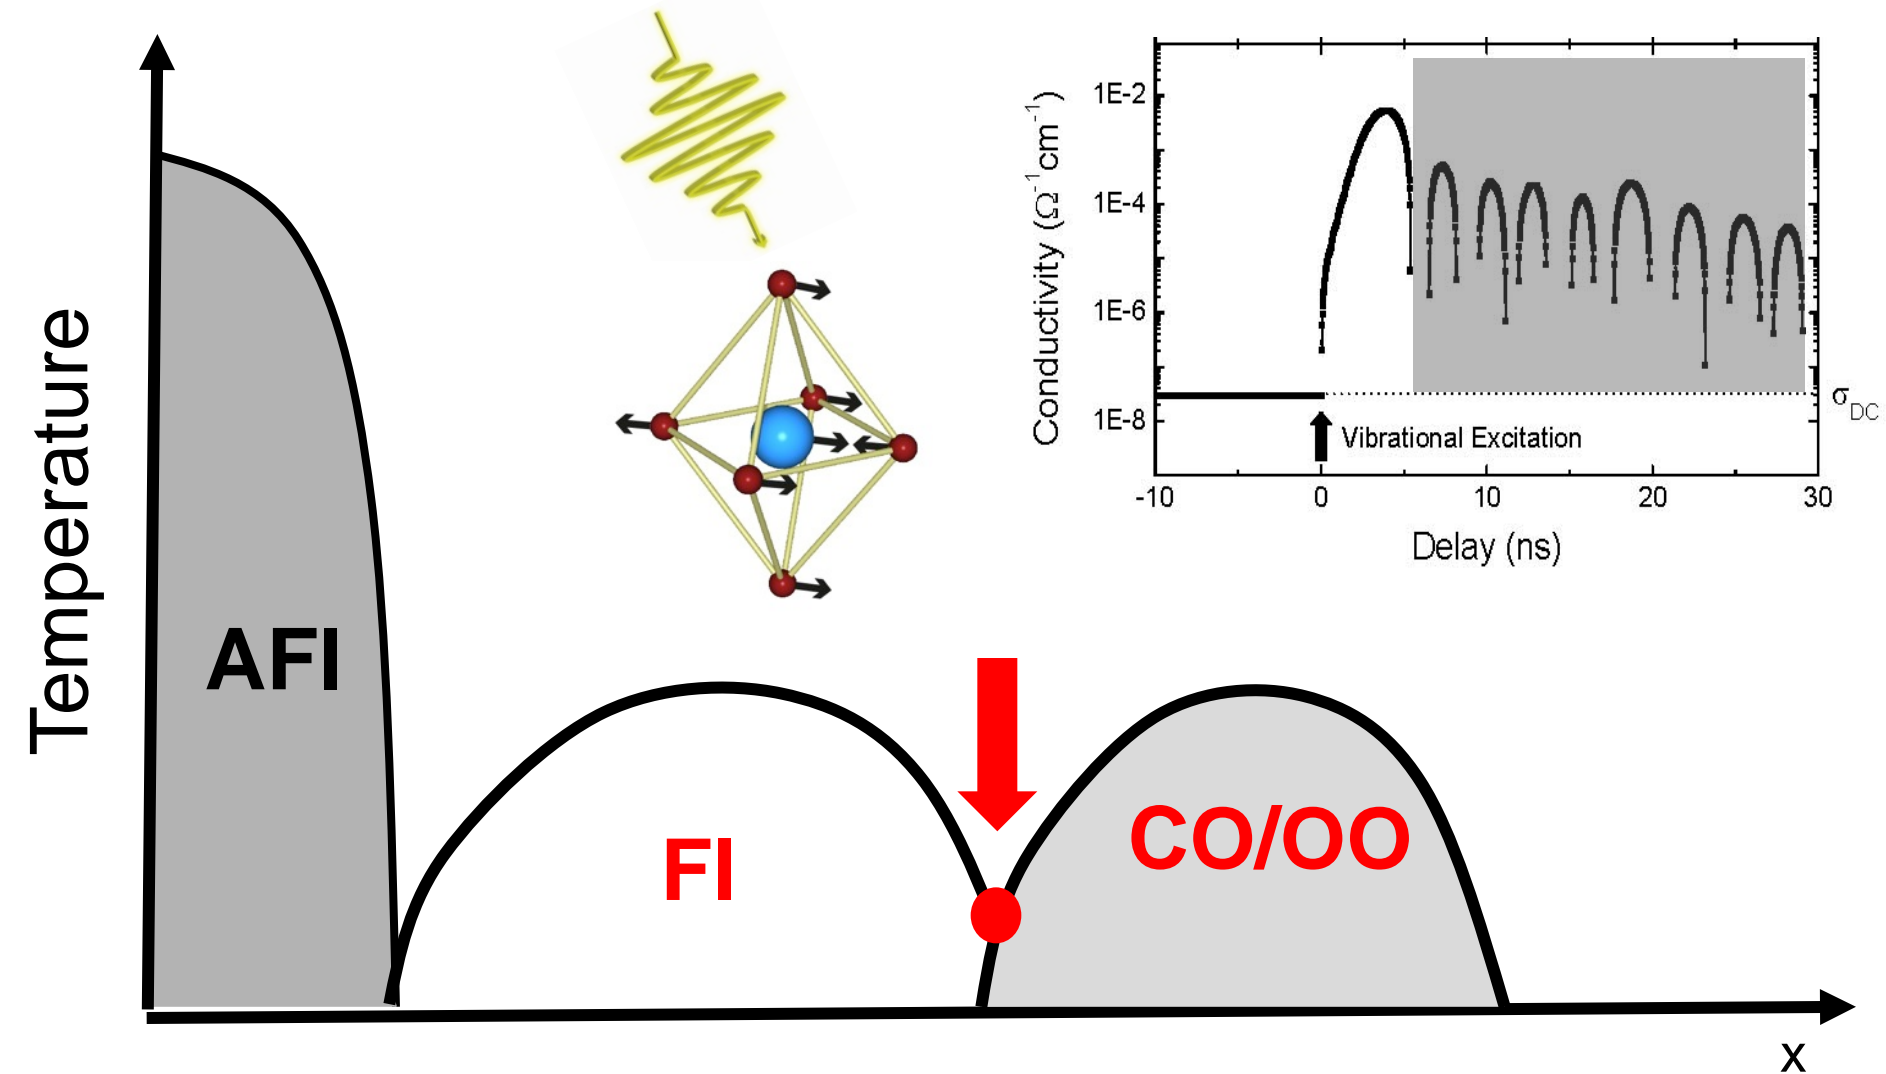 Temperature
AFI
FI
CO/OO
x
Conductivity (Ω⁻¹cm⁻¹)
1E-2
1E-4
1E-6
1E-8
σDC
Vibrational Excitation
-10 0 10 20 30
Delay (ns)